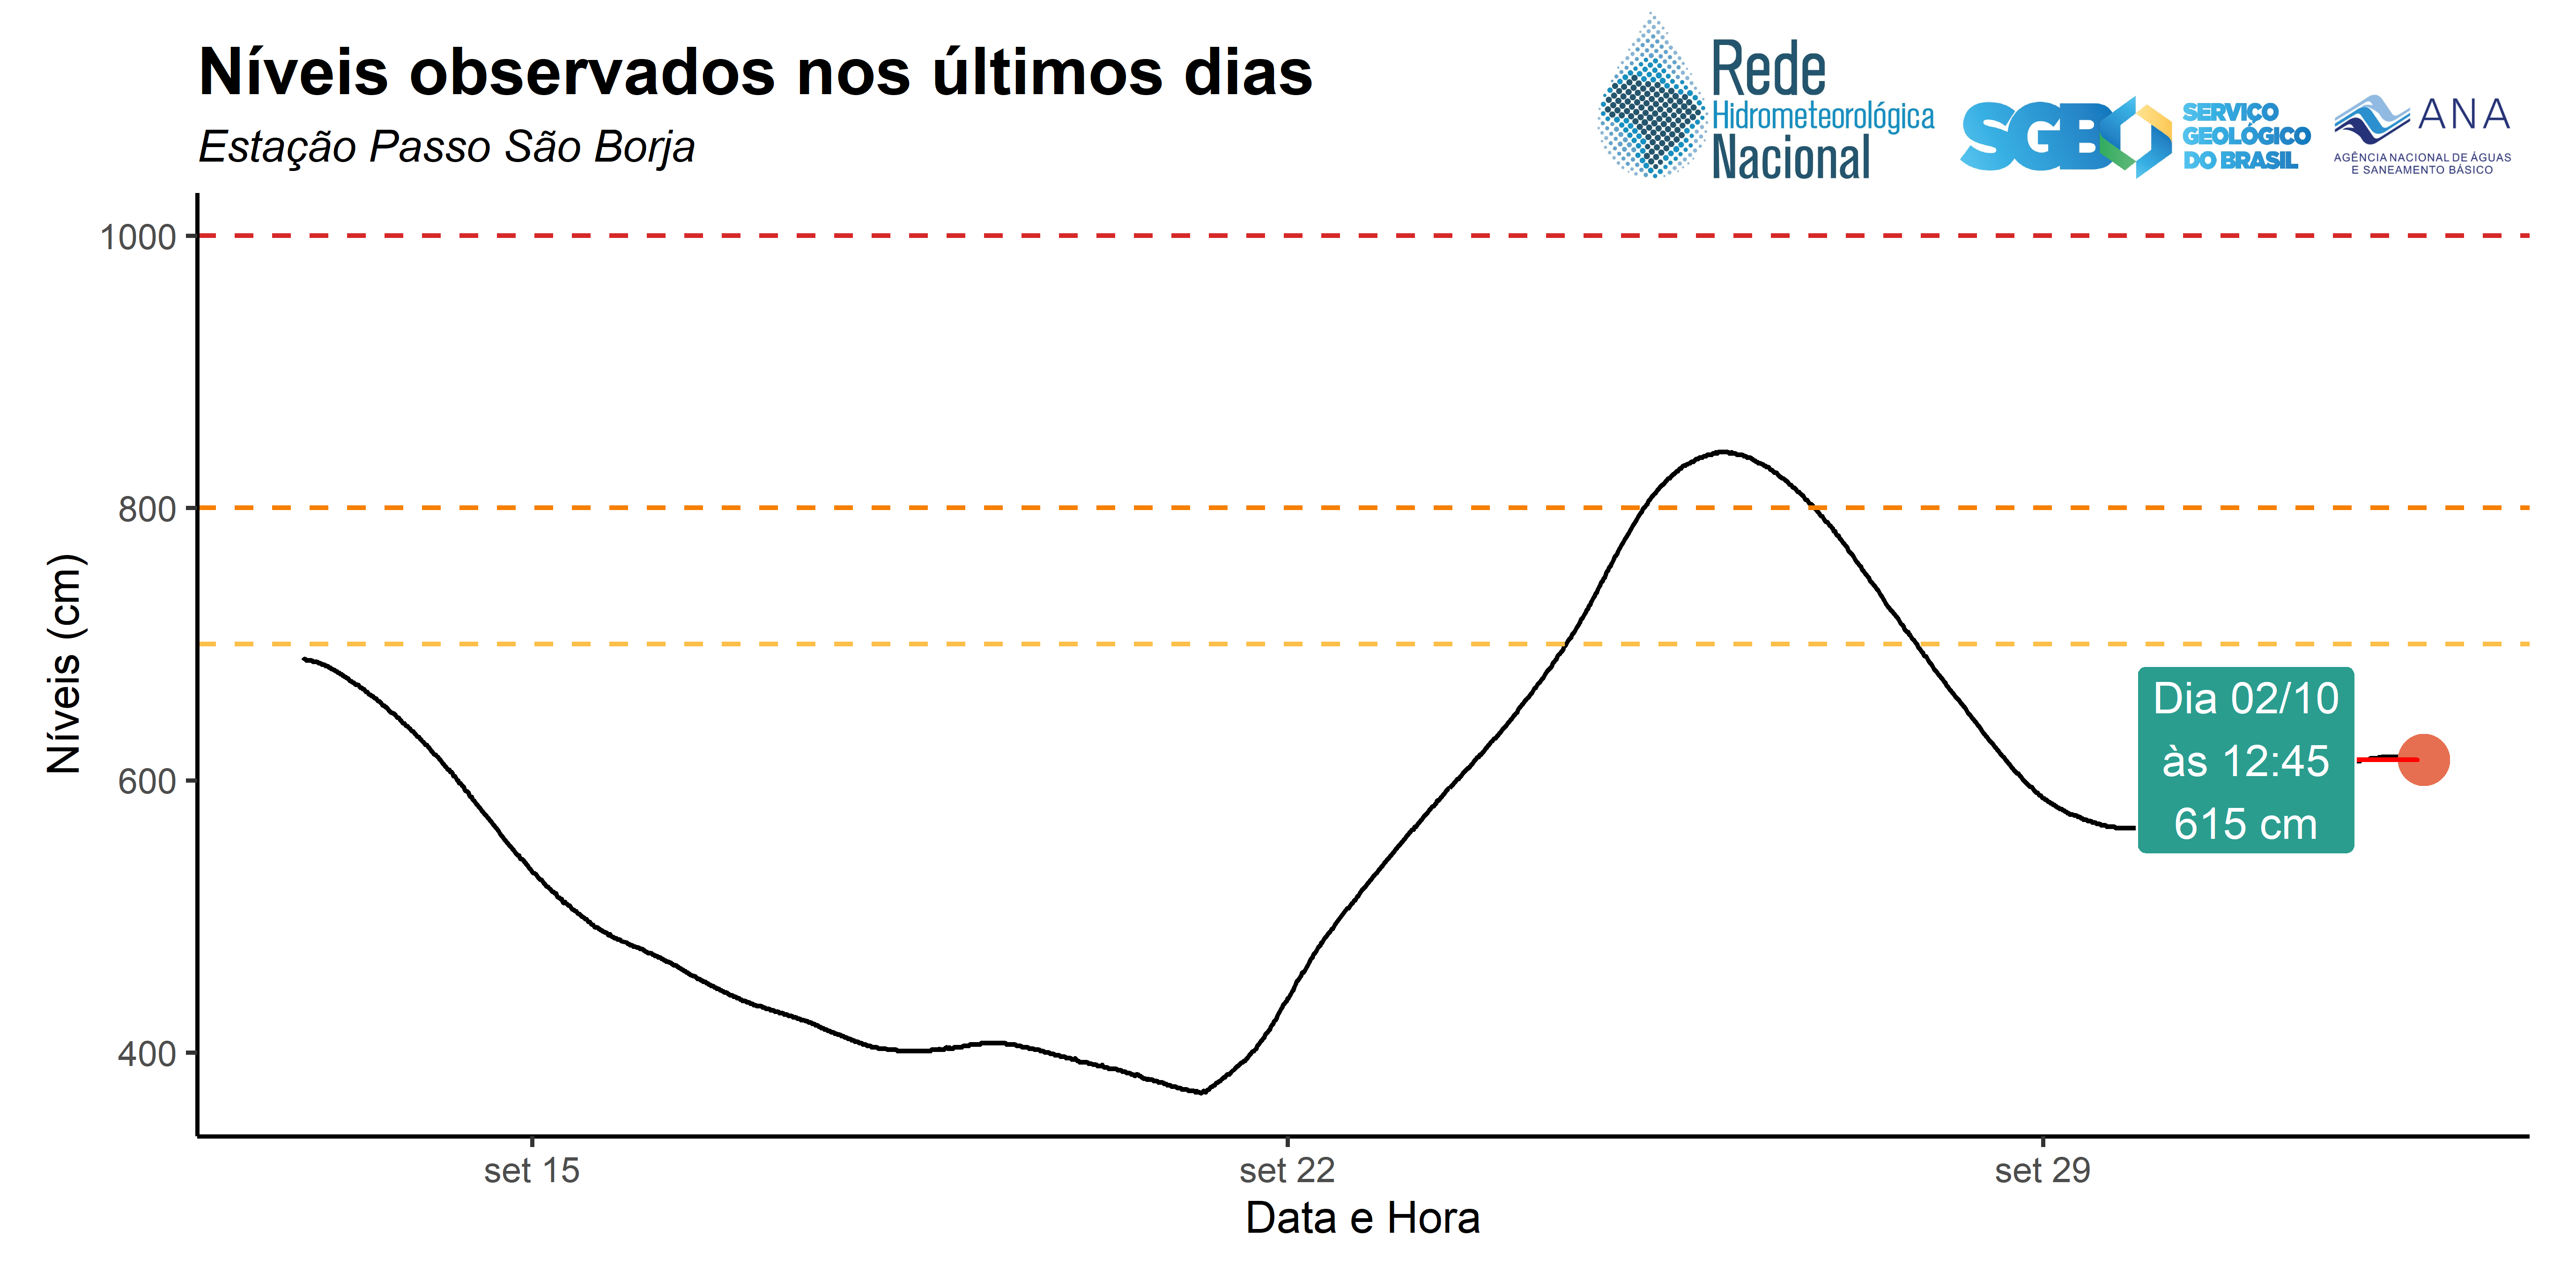 Níveis observados nos últimos dias
Estação Passo São Borja
Rede
Hidrometeorológica
Nacional
SGB
SERVIÇO
GEOLÓGICO
DO BRASIL
ANA
AGÊNCIA NACIONAL DE ÁGUAS
E SANEAMENTO BÁSICO
Níveis (cm)
1000
800
600
400
Dia 02/10
às 12:45
615 cm
set 15
set 22
set 29
Data e Hora